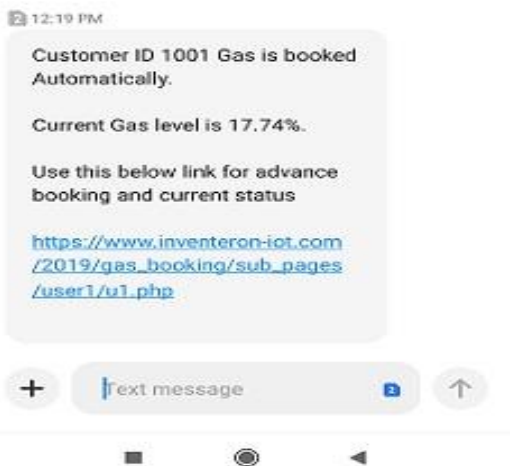 2 12:19 PM
Customer ID 1001 Gas is booked
Automatically.
Current Gas level is 17.74%.
Use this below link for advance
booking and current status
https://www.inventeron-iot.com
/2019/gas_booking/sub_pages
/user1/u1.php
Text message
2